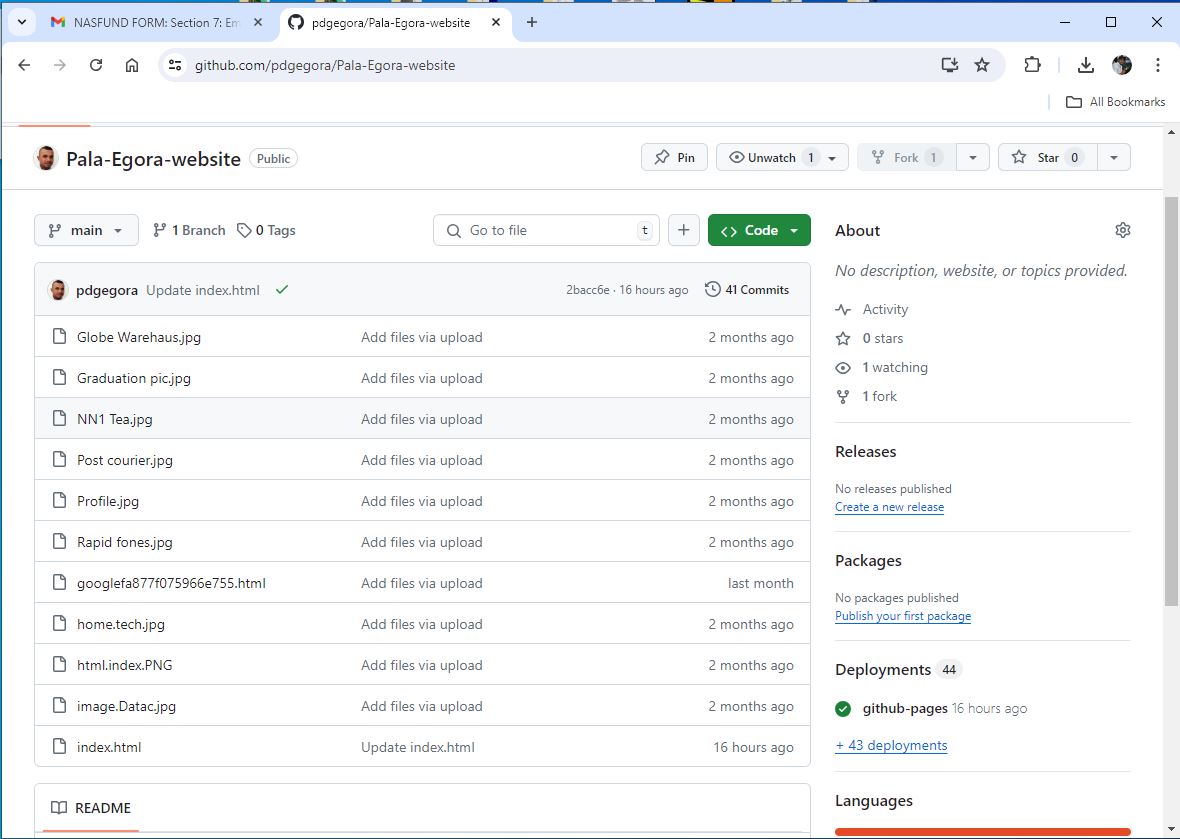 NASFUND FORM: Section 7: Em
pdgegora/Pala-Egora-website
github.com/pdgegora/Pala-Egora-website
All Bookmarks
Pala-Egora-website Public
Pin Unwatch 1 Fork 1 Star 0
main 1 Branch 0 Tags Go to file t Code
pdgegora Update index.html 2bacc6e · 16 hours ago 41 Commits
Globe Warehaus.jpg Add files via upload 2 months ago
Graduation pic.jpg Add files via upload 2 months ago
NN1 Tea.jpg Add files via upload 2 months ago
Post courier.jpg Add files via upload 2 months ago
Profile.jpg Add files via upload 2 months ago
Rapid fones.jpg Add files via upload 2 months ago
googlefa877f075966e755.html Add files via upload last month
home.tech.jpg Add files via upload 2 months ago
html.index.PNG Add files via upload 2 months ago
image.Datac.jpg Add files via upload 2 months ago
index.html Update index.html 16 hours ago
README
About
No description, website, or topics provided.
Activity
0 stars
1 watching
1 fork
Releases
No releases published
Create a new release
Packages
No packages published
Publish your first package
Deployments 44
github-pages 16 hours ago
+ 43 deployments
Languages